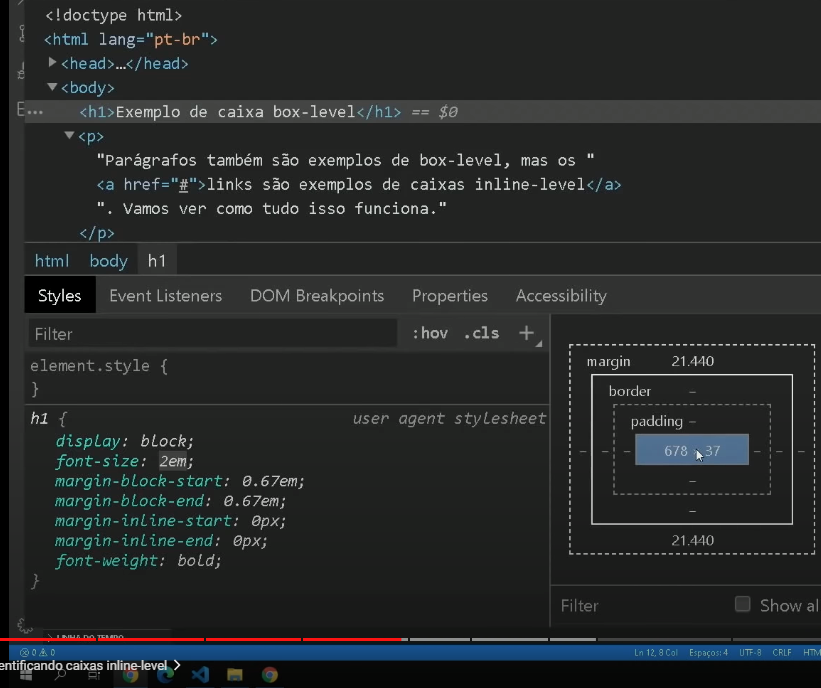 <!doctype html>
<html lang="pt-br">
<head>…</head>
<body>
<h1>Exemplo de caixa box-level</h1> == $0
<p>
"Parágrafos também são exemplos de box-level, mas os "
<a href="#">links são exemplos de caixas inline-level</a>
". Vamos ver como tudo isso funciona."
</p>
html body h1
Styles Event Listeners DOM Breakpoints Properties Accessibility
Filter :hov .cls +
element.style {
}
h1 { user agent stylesheet
display: block;
font-size: 2em;
margin-block-start: 0.67em;
margin-block-end: 0.67em;
margin-inline-start: 0px;
margin-inline-end: 0px;
font-weight: bold;
}
margin 21.440
border –
padding –
– – – 678 37 – – –
–
–
21.440
Filter Show al
LINHA DO TEMPO
0 0 Ln 12, 8 Col Espaços: 4 UTF-8 CRLF HTM
entificando caixas inline-level